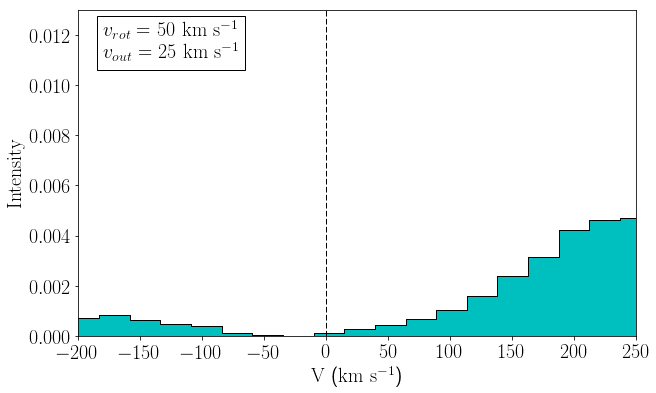 v_rot = 50 km s⁻¹
v_out = 25 km s⁻¹
0.012
0.010
0.008
0.006
0.004
0.002
0.000
Intensity
−200 −150 −100 −50 0 50 100 150 200 250
V (km s⁻¹)